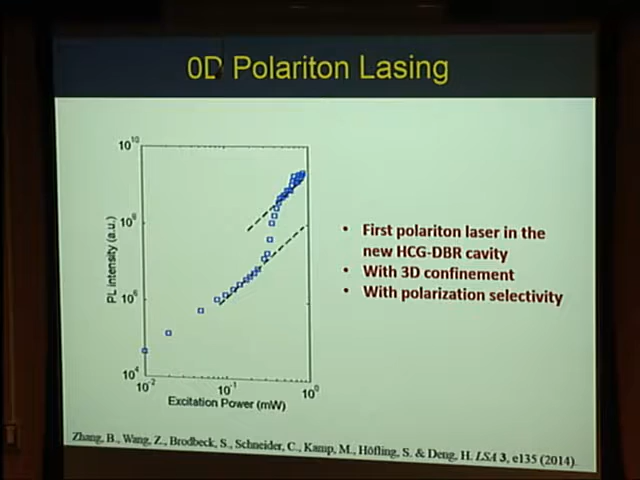 0D Polariton Lasing
10^10
10^8
10^6
10^4
PL intensity (a.u.)
10^-2
10^-1
10^0
Excitation Power (mW)
• First polariton laser in the
new HCG-DBR cavity
• With 3D confinement
• With polarization selectivity
Zhang, B., Wang, Z., Brodbeck, S., Schneider, C., Kamp, M., Höfling, S. & Deng, H. LSA 3, e135 (2014).